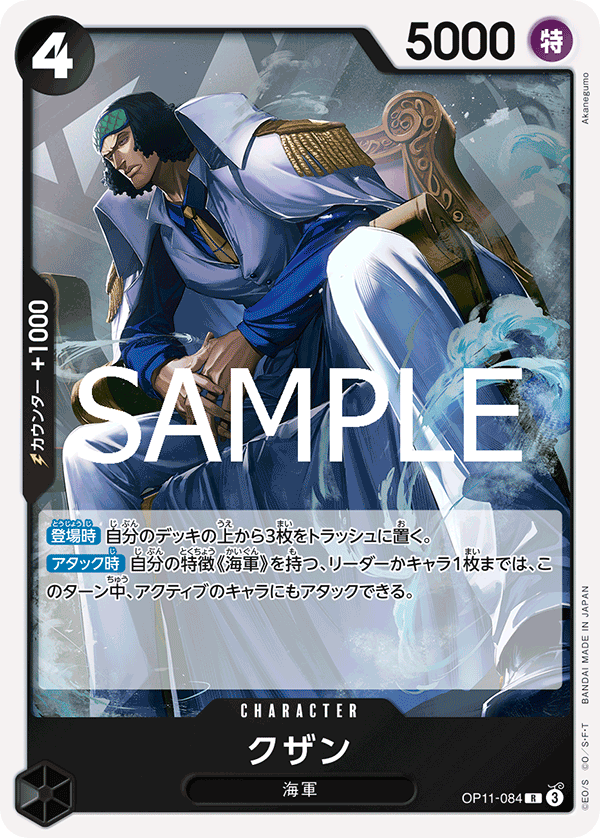 4
5000 特
Akanegumo
カウンター +1000
SAMPLE
登場時 自分のデッキの上から3枚をトラッシュに置く。
アタック時 自分の特徴《海軍》を持つ、リーダーかキャラ1枚までは、こ
のターン中、アクティブのキャラにもアタックできる。
CHARACTER
クザン
海軍
OP11-084 R 3
©E.O/S ©O/S・F・T BANDAI MADE IN JAPAN